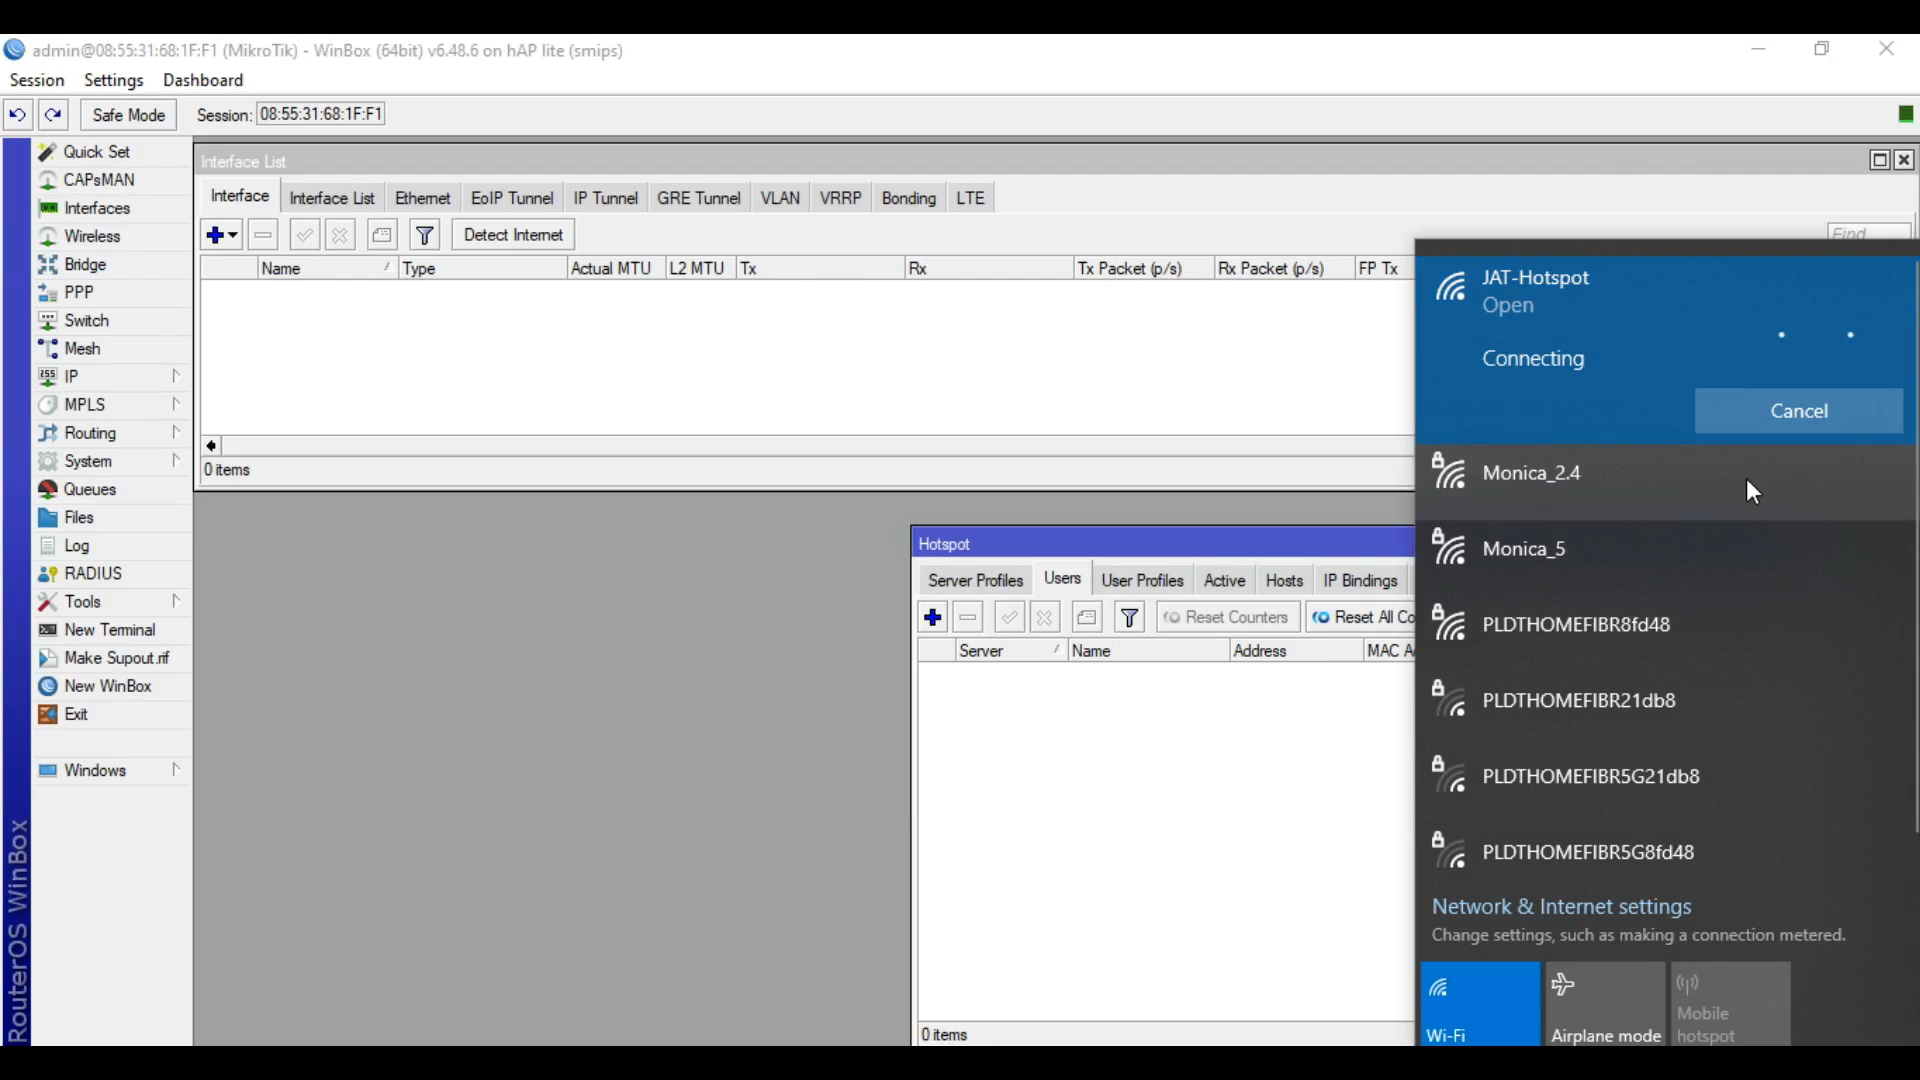 admin@08:55:31:68:1F:F1 (MikroTik) - WinBox (64bit) v6.48.6 on hAP lite (smips)
Session Settings Dashboard
Safe Mode Session: 08:55:31:68:1F:F1
Quick Set
CAPsMAN
Interfaces
Wireless
Bridge
PPP
Switch
Mesh
255 IP
MPLS
Routing
System
Queues
Files
Log
RADIUS
Tools
New Terminal
Make Supout.rif
New WinBox
Exit
Windows
RouterOS WinBox
Interface List
Interface Interface List Ethernet EoIP Tunnel IP Tunnel GRE Tunnel VLAN VRRP Bonding LTE
Detect Internet Find
Name Type Actual MTU L2 MTU Tx Rx Tx Packet (p/s) Rx Packet (p/s) FP Tx
0 items
Hotspot
Server Profiles Users User Profiles Active Hosts IP Bindings
Reset Counters Reset All Co
Server Name Address MAC A
0 items
JAT-Hotspot
Open
Connecting
Cancel
Monica_2.4
Monica_5
PLDTHOMEFIBR8fd48
PLDTHOMEFIBR21db8
PLDTHOMEFIBR5G21db8
PLDTHOMEFIBR5G8fd48
Network & Internet settings
Change settings, such as making a connection metered.
Wi-Fi
Airplane mode
Mobile
hotspot